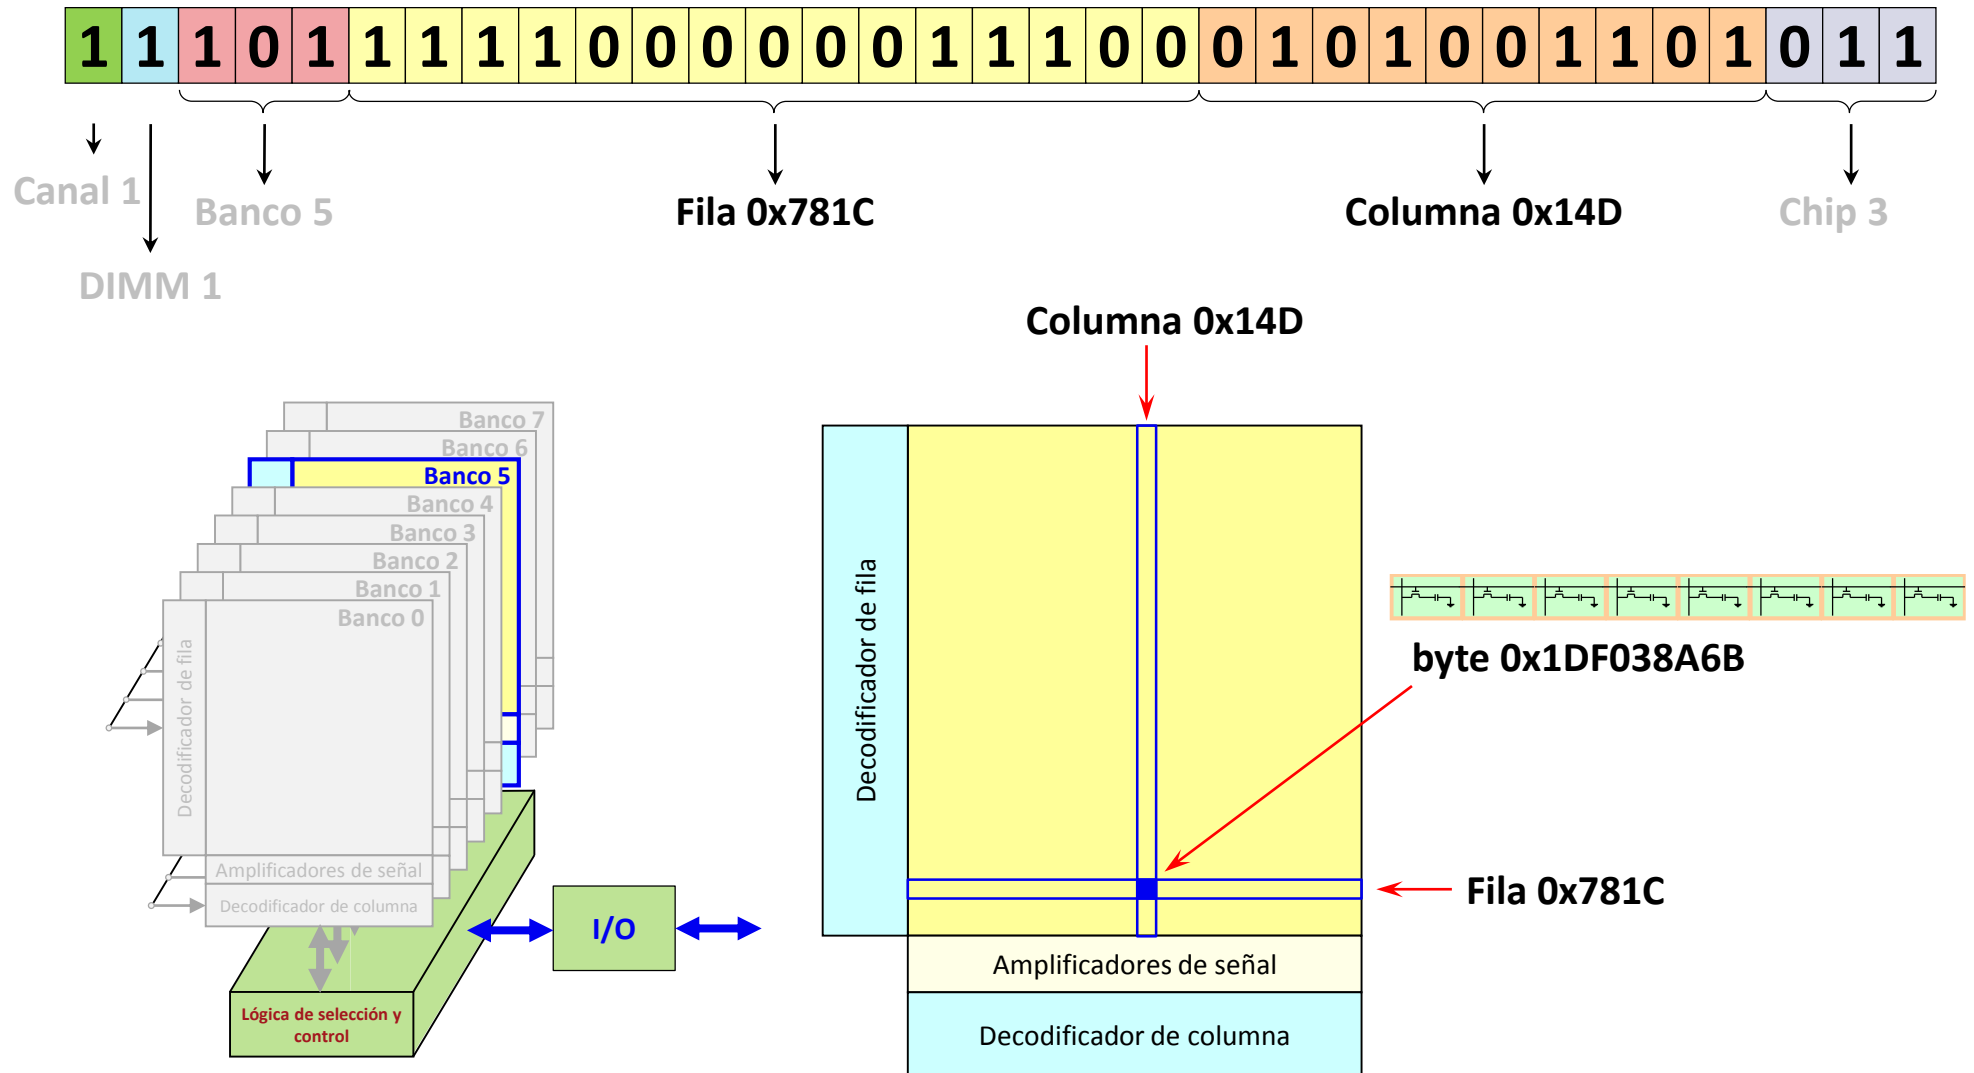 1 1 1 0 1 1 1 1 1 0 0 0 0 0 0 1 1 1 0 0 0 1 0 1 0 0 1 1 0 1 0 1 1
Canal 1
Banco 5
Fila 0x781C
Columna 0x14D
Chip 3
DIMM 1
Columna 0x14D
Banco 7
Banco 6
Banco 5
Banco 4
Banco 3
Banco 2
Banco 1
Banco 0
Decodificador de fila
Amplificadores de señal
Decodificador de columna
Lógica de selección y
control
I/O
Decodificador de fila
byte 0x1DF038A6B
Fila 0x781C
Amplificadores de señal
Decodificador de columna